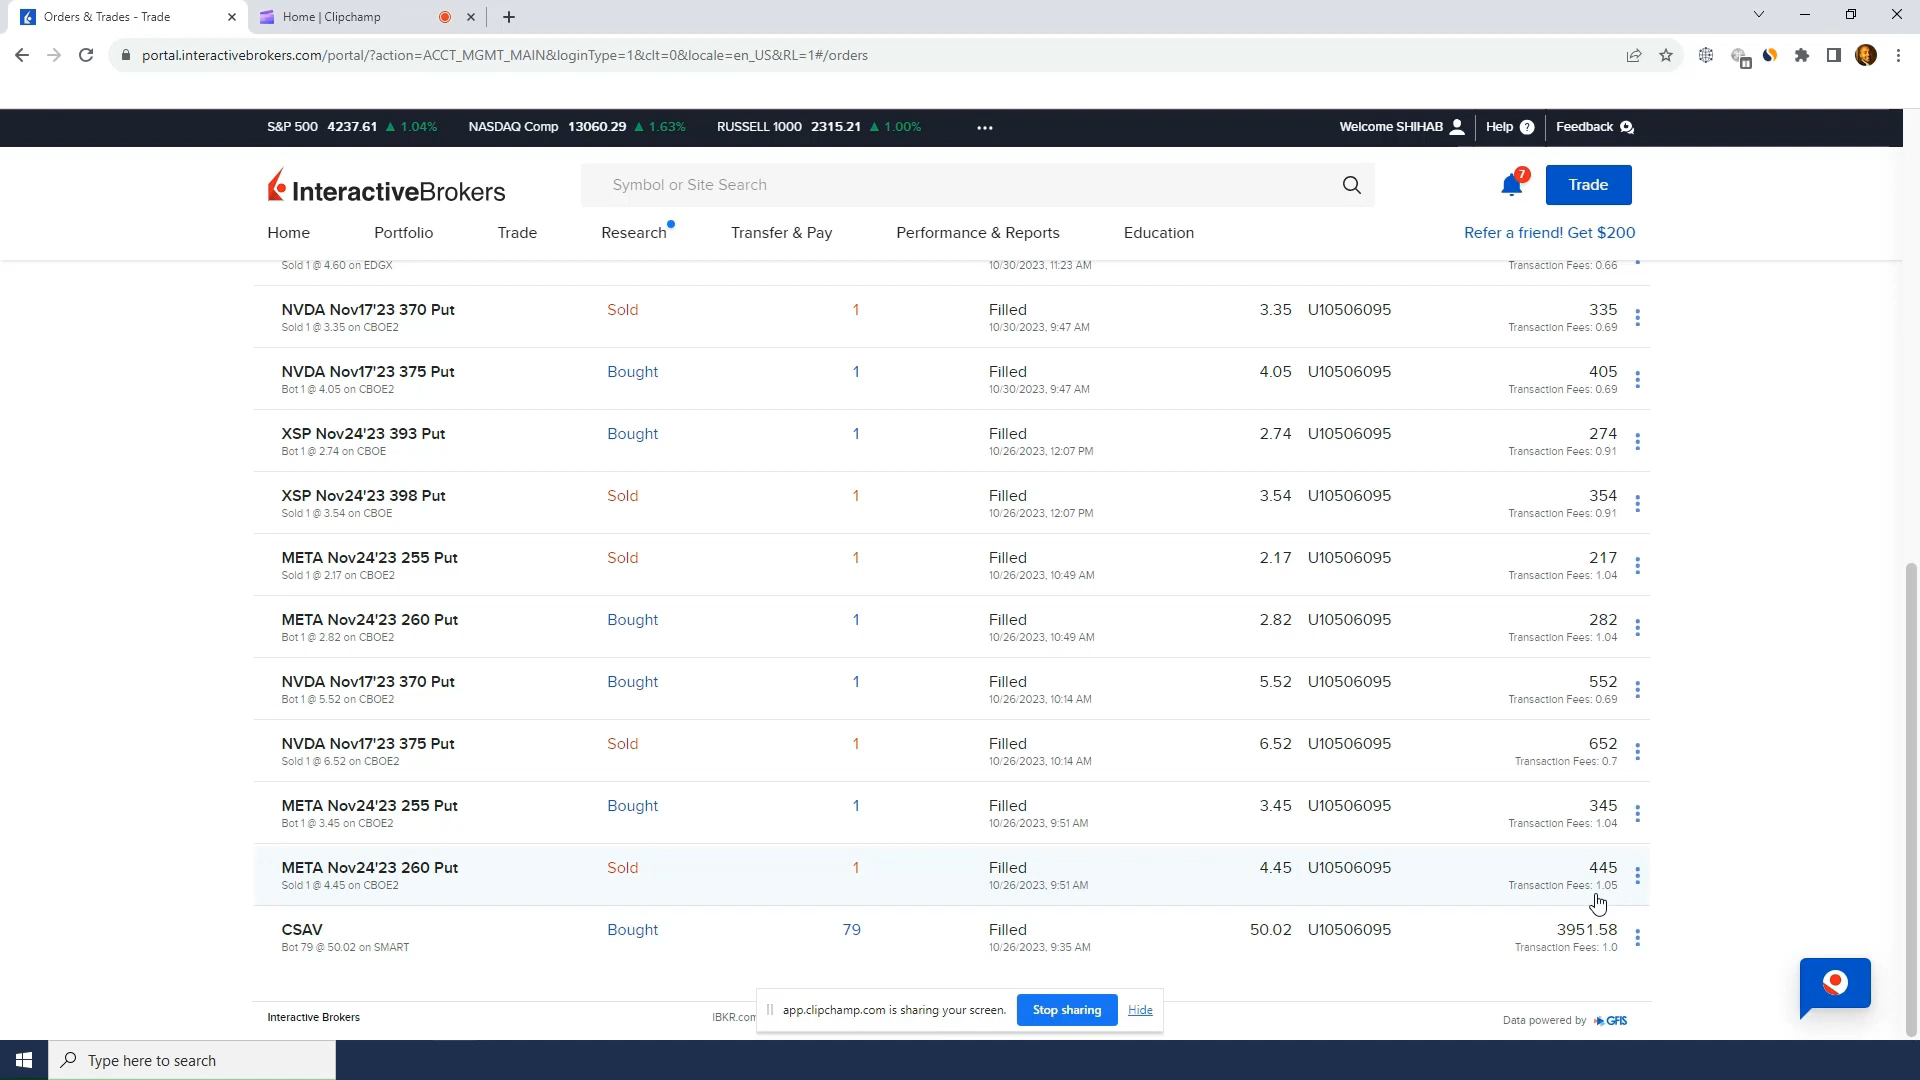 Orders & Trades - Trade
Home | Clipchamp
portal.interactivebrokers.com/portal/?action=ACCT_MGMT_MAIN&loginType=1&clt=0&locale=en_US&RL=1#/orders
S&P 500 4237.61 ▲ 1.04% NASDAQ Comp 13060.29 ▲ 1.63% RUSSELL 1000 2315.21 ▲ 1.00% •••
Welcome SHIHAB Help ? Feedback
InteractiveBrokers
Symbol or Site Search
7
Trade
Home Portfolio Trade Research Transfer & Pay Performance & Reports Education Refer a friend! Get $200
Sold 1 @ 4.60 on EDGX 10/30/2023, 11:23 AM Transaction Fees: 0.66
NVDA Nov17'23 370 Put Sold 1 Filled 3.35 U10506095 335
Sold 1 @ 3.35 on CBOE2 10/30/2023, 9:47 AM Transaction Fees: 0.69
NVDA Nov17'23 375 Put Bought 1 Filled 4.05 U10506095 405
Bot 1 @ 4.05 on CBOE2 10/30/2023, 9:47 AM Transaction Fees: 0.69
XSP Nov24'23 393 Put Bought 1 Filled 2.74 U10506095 274
Bot 1 @ 2.74 on CBOE 10/26/2023, 12:07 PM Transaction Fees: 0.91
XSP Nov24'23 398 Put Sold 1 Filled 3.54 U10506095 354
Sold 1 @ 3.54 on CBOE 10/26/2023, 12:07 PM Transaction Fees: 0.91
META Nov24'23 255 Put Sold 1 Filled 2.17 U10506095 217
Sold 1 @ 2.17 on CBOE2 10/26/2023, 10:49 AM Transaction Fees: 1.04
META Nov24'23 260 Put Bought 1 Filled 2.82 U10506095 282
Bot 1 @ 2.82 on CBOE2 10/26/2023, 10:49 AM Transaction Fees: 1.04
NVDA Nov17'23 370 Put Bought 1 Filled 5.52 U10506095 552
Bot 1 @ 5.52 on CBOE2 10/26/2023, 10:14 AM Transaction Fees: 0.69
NVDA Nov17'23 375 Put Sold 1 Filled 6.52 U10506095 652
Sold 1 @ 6.52 on CBOE2 10/26/2023, 10:14 AM Transaction Fees: 0.7
META Nov24'23 255 Put Bought 1 Filled 3.45 U10506095 345
Bot 1 @ 3.45 on CBOE2 10/26/2023, 9:51 AM Transaction Fees: 1.04
META Nov24'23 260 Put Sold 1 Filled 4.45 U10506095 445
Sold 1 @ 4.45 on CBOE2 10/26/2023, 9:51 AM Transaction Fees: 1.05
CSAV Bought 79 Filled 50.02 U10506095 3951.58
Bot 79 @ 50.02 on SMART 10/26/2023, 9:35 AM Transaction Fees: 1.0
Interactive Brokers IBKR.com
app.clipchamp.com is sharing your screen. Stop sharing Hide
Data powered by GFIS
Type here to search